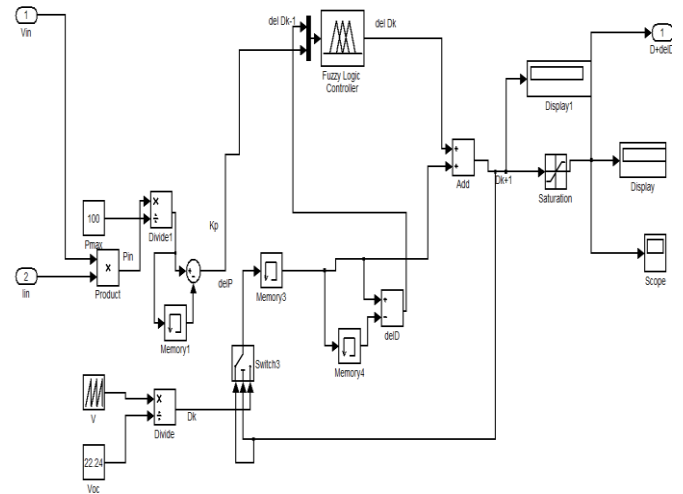 1
Vin
del Dk-1
del Dk
Fuzzy Logic
Controller
1
D+delD
Display1
Display
Add
Dk+1
Saturation
Scope
100
Pmax
Divide1
Kp
Pin
Product
2
Iin
delP
Memory1
Memory3
delD
Memory4
Switch3
V
Divide
Dk
22.24
Voc